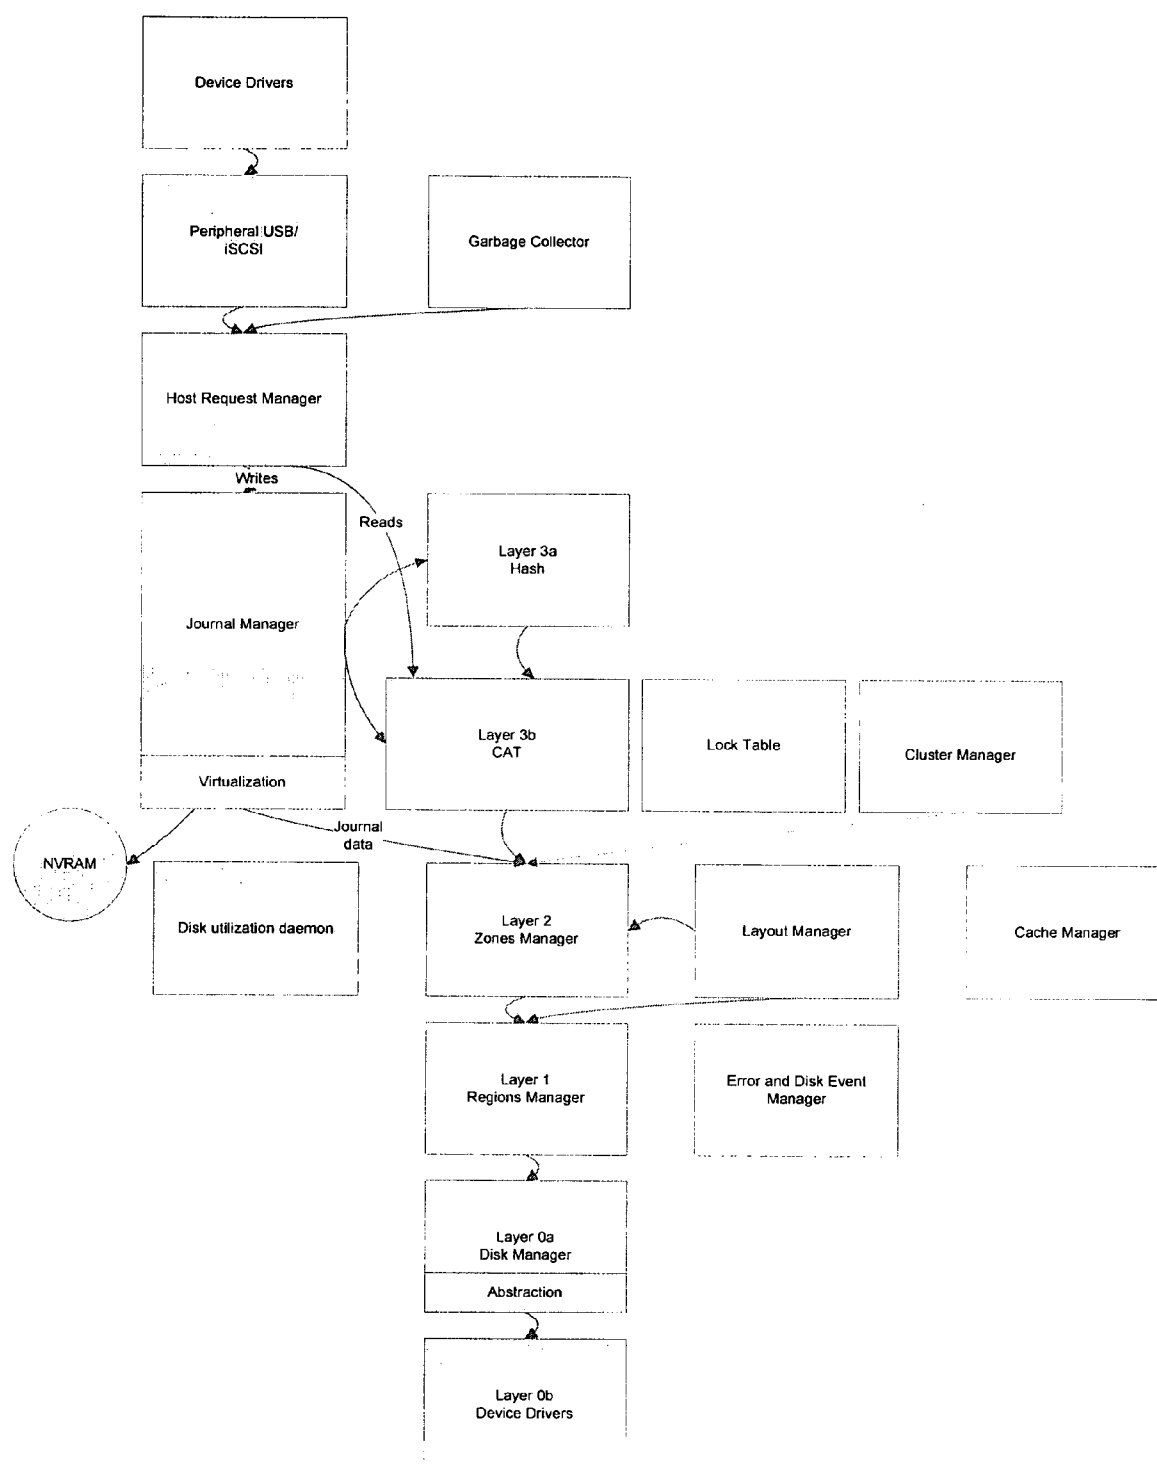 Device Drivers
Peripheral USB/
iSCSI
Garbage Collector
Host Request Manager
Writes
Reads
Layer 3a
Hash
Journal Manager
Layer 3b
CAT
Lock Table
Cluster Manager
Virtualization
Journal
data
NVRAM
Disk utilization daemon
Layer 2
Zones Manager
Layout Manager
Cache Manager
Layer 1
Regions Manager
Error and Disk Event
Manager
Layer 0a
Disk Manager
Abstraction
Layer 0b
Device Drivers